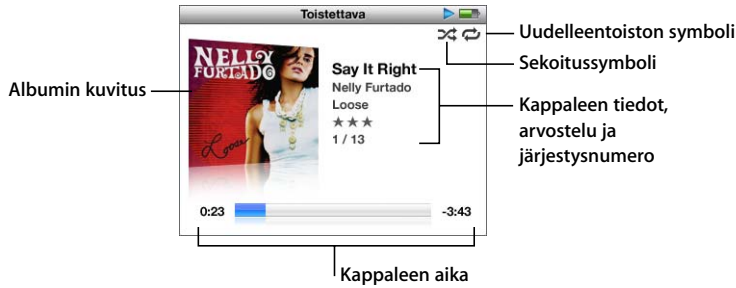 Toistettava
Uudelleentoiston symboli
Sekoitussymboli
Albumin kuvitus
NELLY
FURTADO
Loose
Say It Right
Nelly Furtado
Loose
★★★
1 / 13
Kappaleen tiedot,
arvostelu ja
järjestysnumero
0:23
-3:43
Kappaleen aika